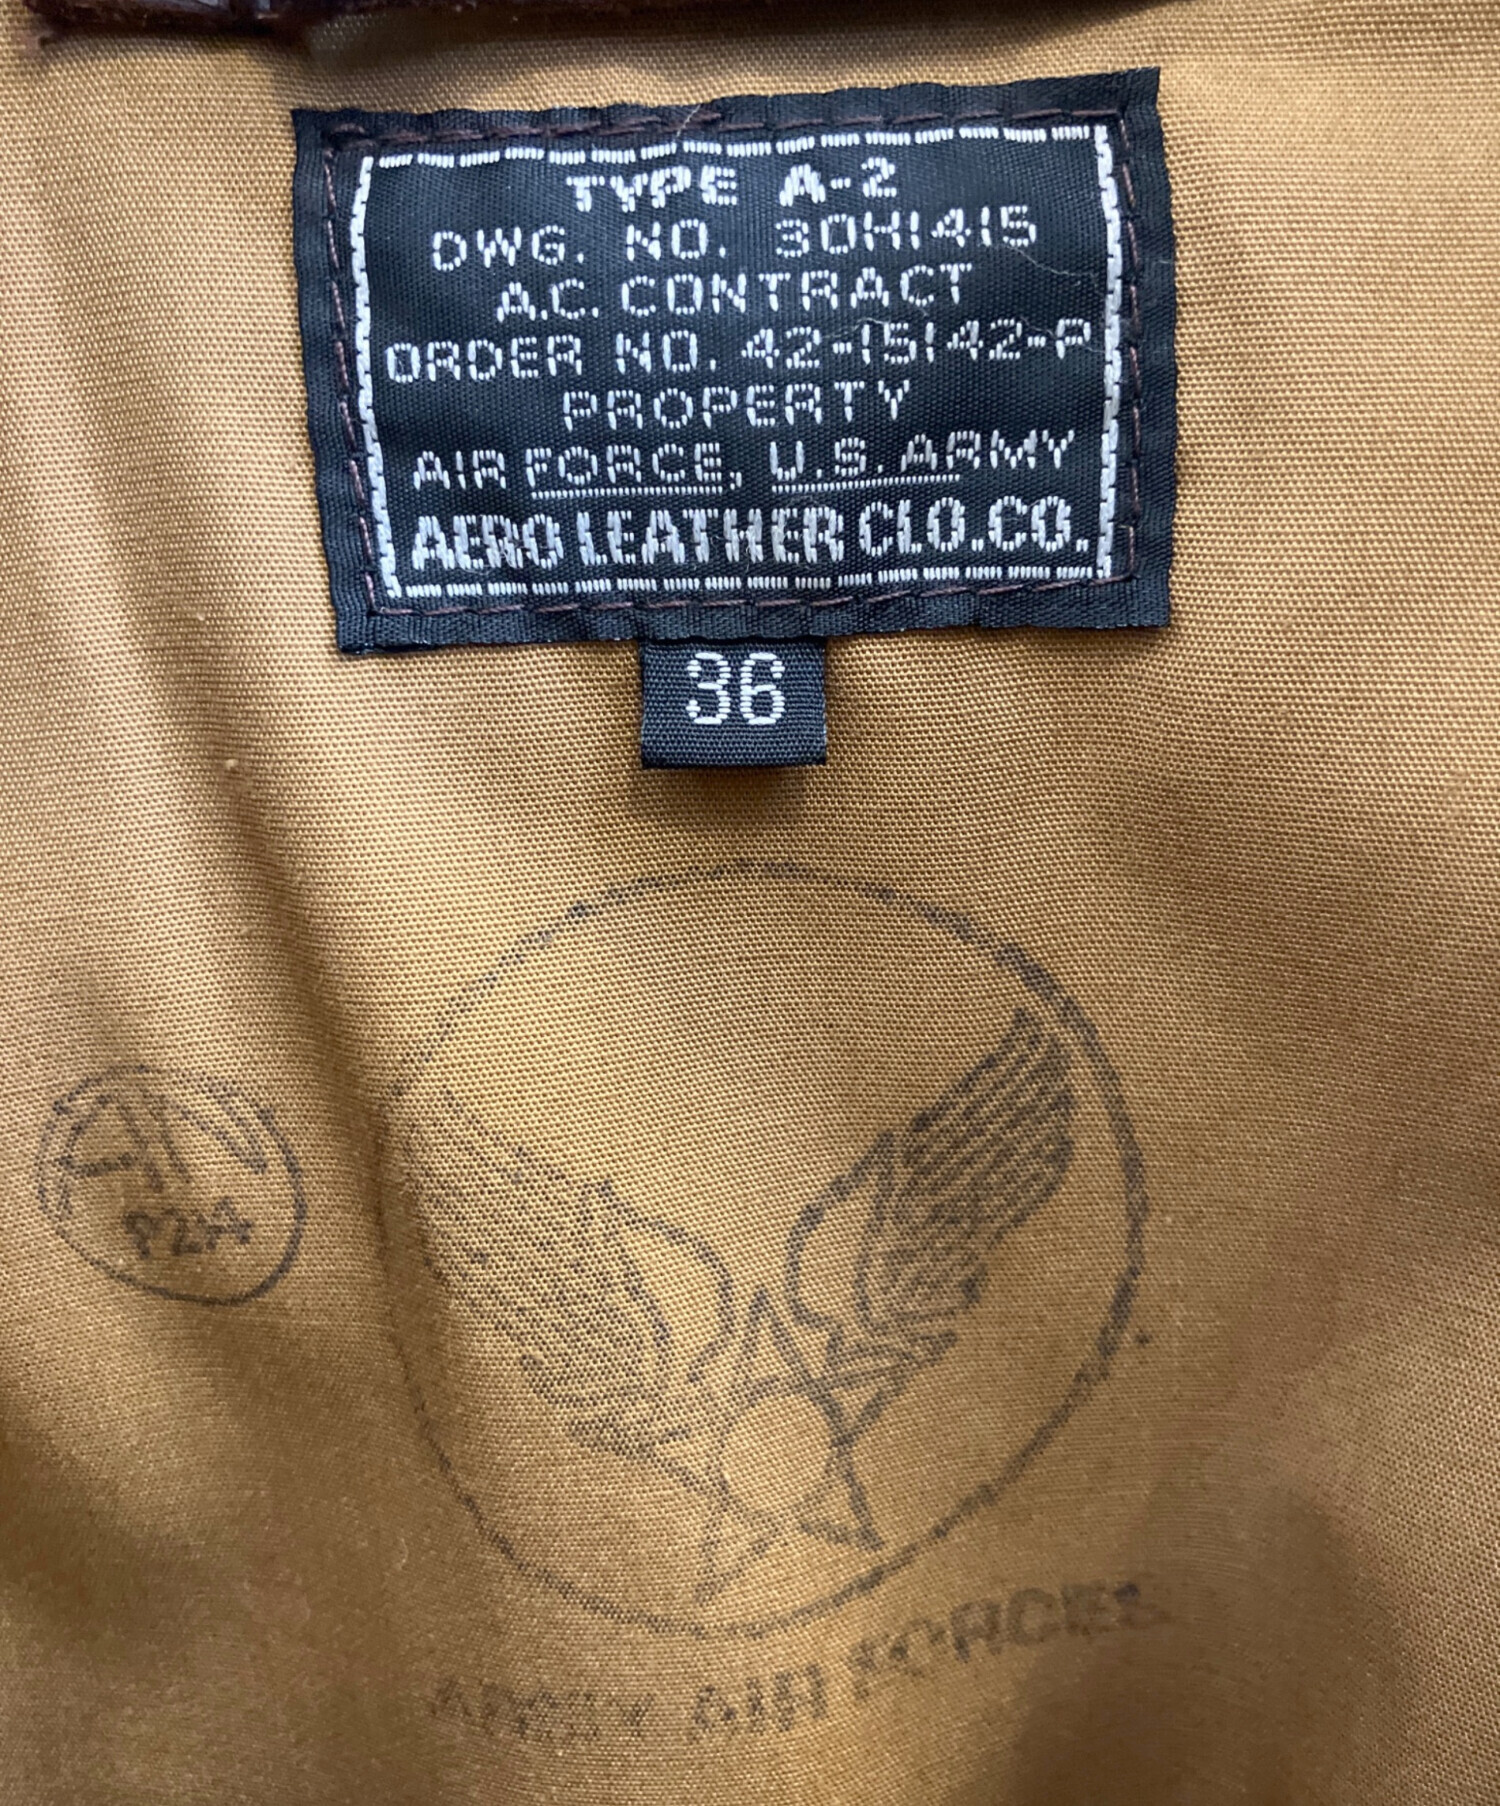 TYPE A-2
DWG. NO. 30H1415
A.C. CONTRACT
ORDER NO. 42-15142-P
PROPERTY
AIR FORCE, U.S. ARMY
AERO LEATHER CLO.CO.
36
ARMY AIR FORCES